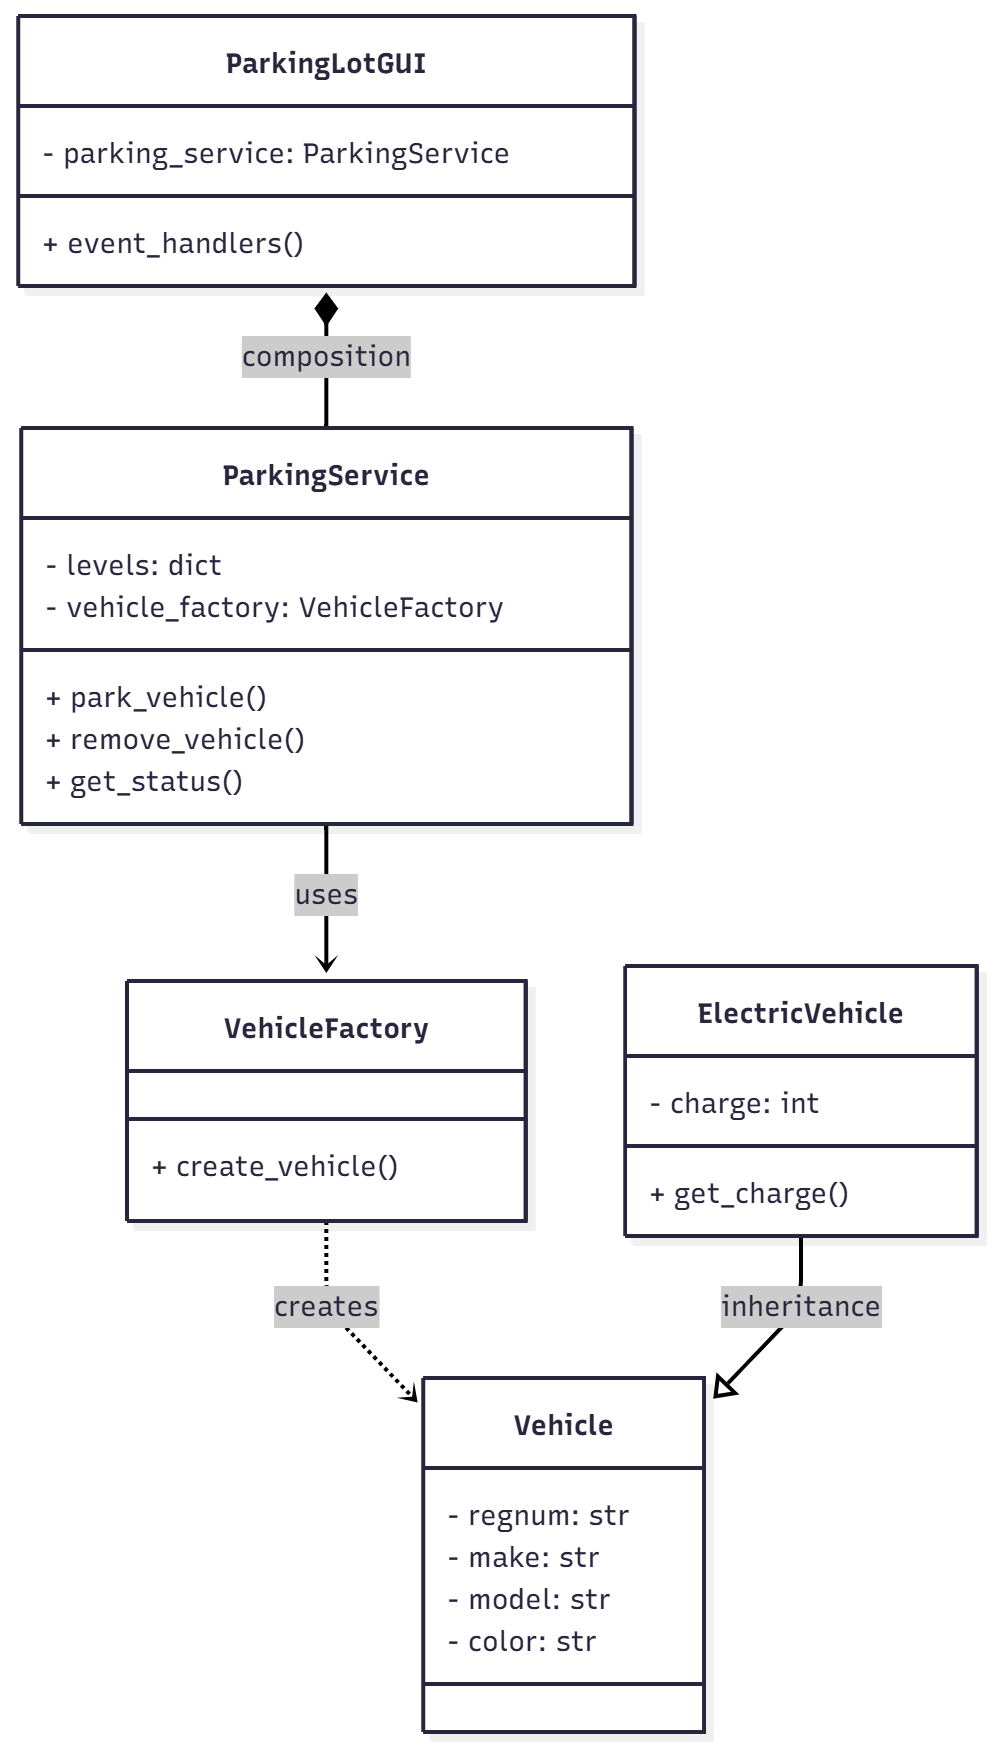 ParkingLotGUI
- parking_service: ParkingService
+ event_handlers()
composition
ParkingService
- levels: dict
- vehicle_factory: VehicleFactory
+ park_vehicle()
+ remove_vehicle()
+ get_status()
uses
VehicleFactory
+ create_vehicle()
ElectricVehicle
- charge: int
+ get_charge()
creates
inheritance
Vehicle
- regnum: str
- make: str
- model: str
- color: str